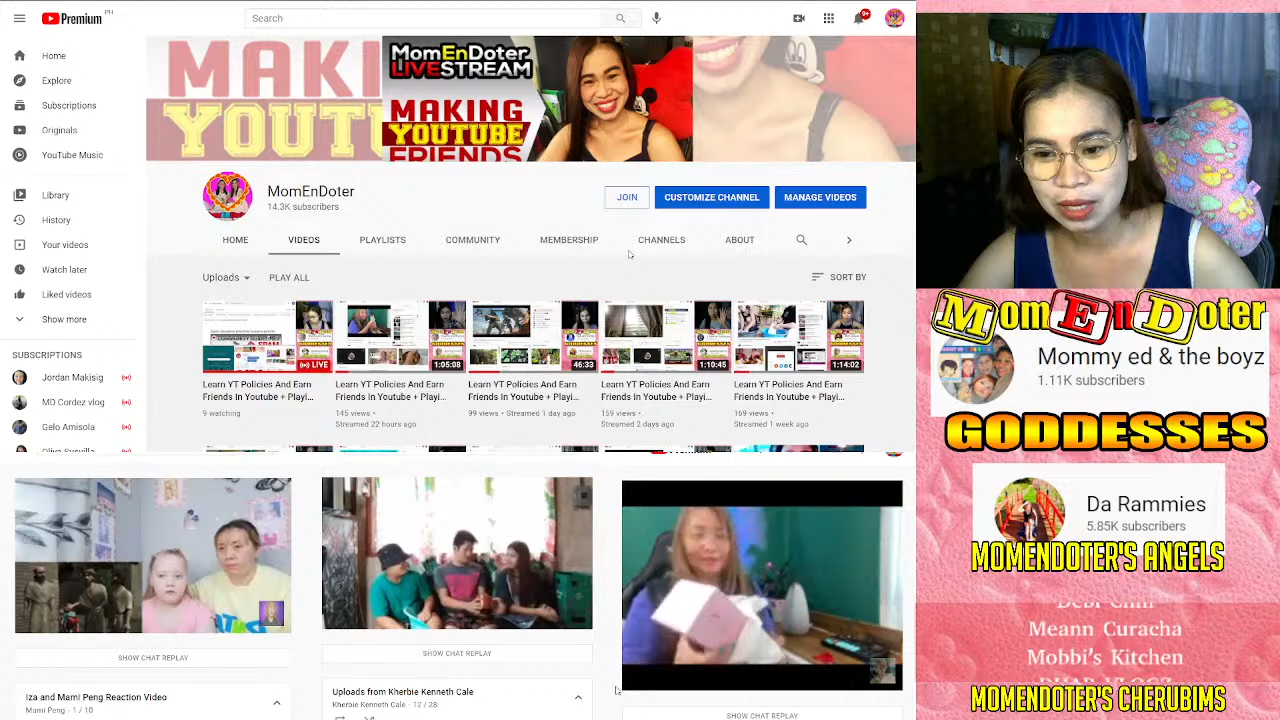 Premium PH
Search
9+
Home
Explore
Subscriptions
Originals
YouTube Music
Library
History
Your videos
Watch later
Liked videos
Show more
SUBSCRIPTIONS
Jordan Inaksig
MD Cordez vlog
Gelo Amisola
MAKI
YOUTU
MomEnDoter
LIVESTREAM
MAKING
YOUTUBE
FRIENDS
MomEnDoter
14.3K subscribers
JOIN
CUSTOMIZE CHANNEL
MANAGE VIDEOS
HOME
VIDEOS
PLAYLISTS
COMMUNITY
MEMBERSHIP
CHANNELS
ABOUT
Uploads
PLAY ALL
SORT BY
LIVE
Learn YT Policies And Earn
Friends In Youtube + Playi...
9 watching
1:05:08
Learn YT Policies And Earn
Friends In Youtube + Playi...
145 views •
Streamed 22 hours ago
46:33
Learn YT Policies And Earn
Friends In Youtube + Playi...
99 views • Streamed 1 day ago
1:10:45
Learn YT Policies And Earn
Friends In Youtube + Playi...
159 views •
Streamed 2 days ago
1:14:02
Learn YT Policies And Earn
Friends In Youtube + Playi...
169 views •
Streamed 1 week ago
SHOW CHAT REPLAY
Iza and Mami Peng Reaction Video
Mami Peng - 1 / 10
SHOW CHAT REPLAY
Uploads from Kherbie Kenneth Cale
Kherbie Kenneth Cale - 12 / 28
SHOW CHAT REPLAY
MomEnDoter
Mommy ed & the boyz
1.11K subscribers
GODDESSES
Da Rammies
5.85K subscribers
MOMENDOTER'S ANGELS
Meann Curacha
Mobbi's Kitchen
MOMENDOTER'S CHERUBIMS